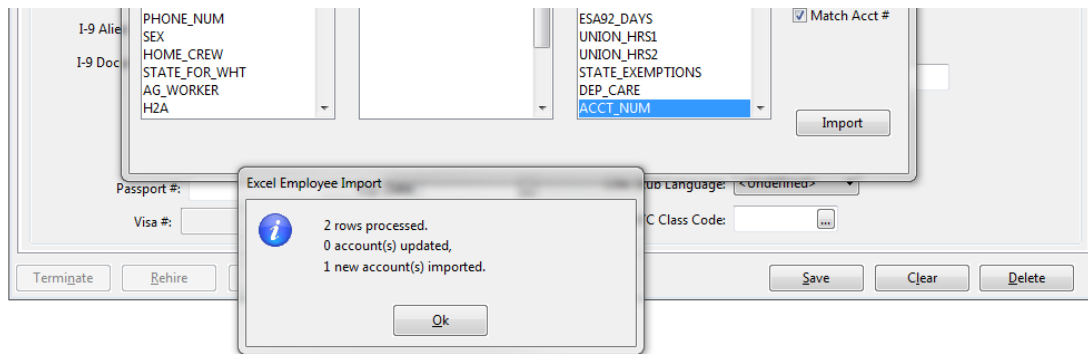 I-9 Alie
I-9 Doc
PHONE_NUM
SEX
HOME_CREW
STATE_FOR_WHT
AG_WORKER
H2A
ESA92_DAYS
UNION_HRS1
UNION_HRS2
STATE_EXEMPTIONS
DEP_CARE
ACCT_NUM
Match Acct #
Import
Passport #:
Visa #:
Stub Language: <Undefined>
C Class Code: ...
Excel Employee Import
2 rows processed.
0 account(s) updated,
1 new account(s) imported.
Ok
Terminate Rehire Save Clear Delete